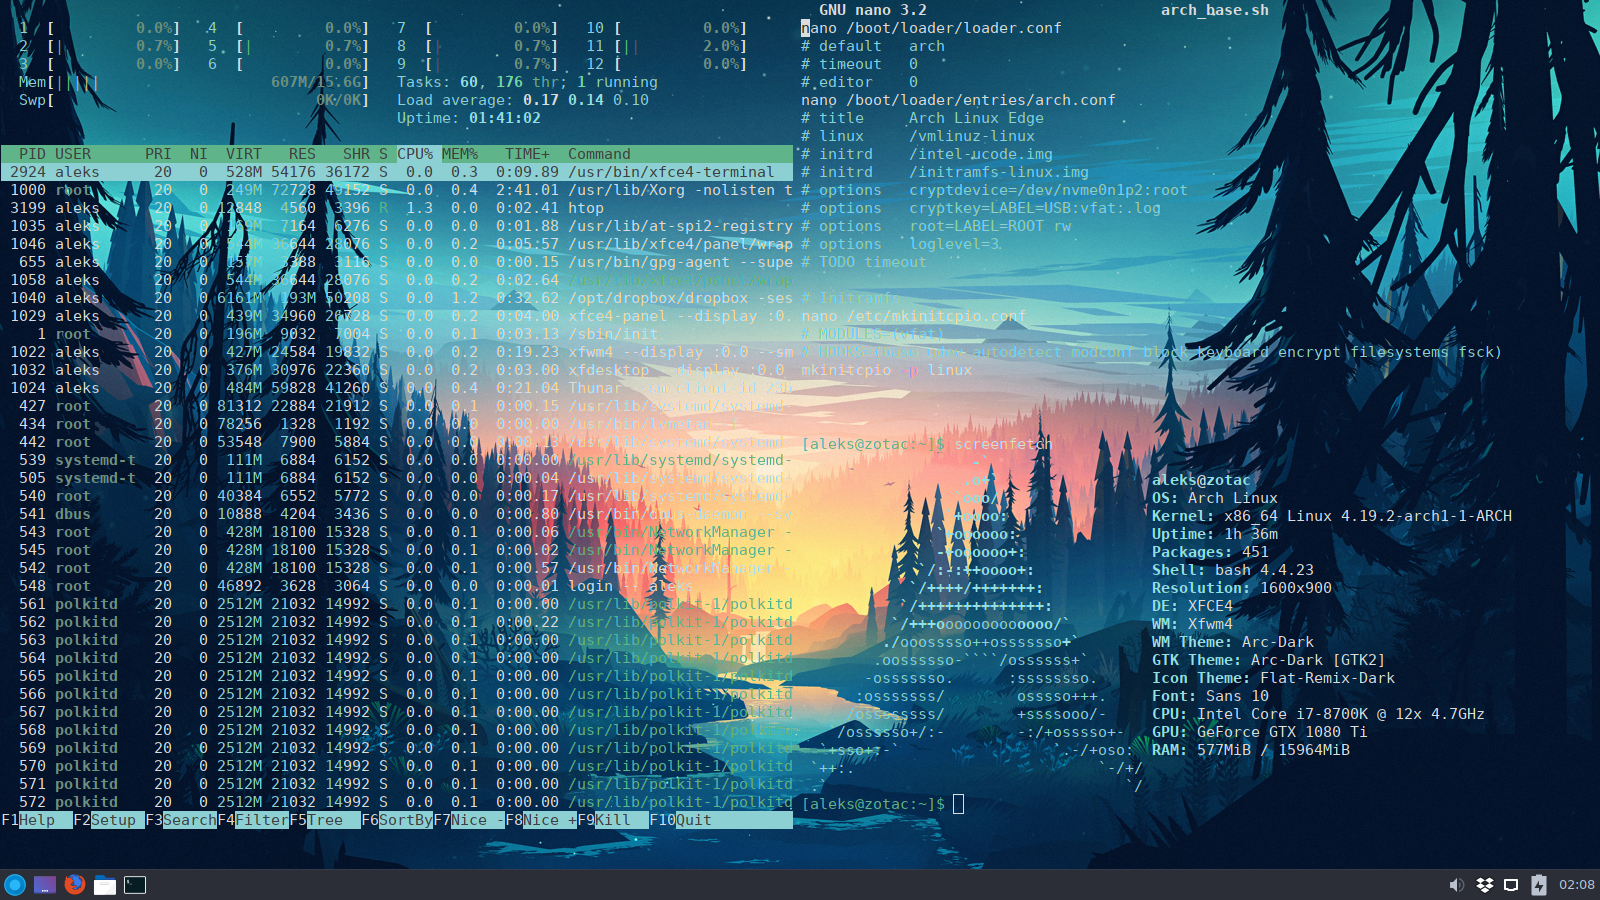 1 [ 0.0%] 4 [ 0.0%] 7 [ 0.0%] 10 [ 0.0%]
2 [| 0.7%] 5 [| 0.7%] 8 [| 0.7%] 11 [|| 2.0%]
3 [ 0.0%] 6 [ 0.0%] 9 [| 0.7%] 12 [ 0.0%]
Mem[||||| 607M/15.6G] Tasks: 60, 176 thr; 1 running
Swp[ 0K/0K] Load average: 0.17 0.14 0.10
Uptime: 01:41:02
PID USER PRI NI VIRT RES SHR S CPU% MEM% TIME+ Command
2924 aleks 20 0 528M 54176 36172 S 0.0 0.3 0:09.89 /usr/bin/xfce4-terminal
1000 root 20 0 249M 72728 49152 S 0.0 0.4 2:41.01 /usr/lib/Xorg -nolisten t
3199 aleks 20 0 12848 4560 3396 R 1.3 0.0 0:02.41 htop
1035 aleks 20 0 7164 6276 S 0.0 0.0 0:01.88 /usr/lib/at-spi2-registry
1046 aleks 20 0 544M 36644 28076 S 0.0 0.2 0:05.57 /usr/lib/xfce4/panel/wrap
655 aleks 20 0 157M 3388 3116 S 0.0 0.0 0:00.15 /usr/bin/gpg-agent --supe
1058 aleks 20 0 544M 36644 28076 S 0.0 0.2 0:02.64
1040 aleks 20 0 6161M 193M 50208 S 0.0 1.2 0:32.62 /opt/dropbox/dropbox -ses
1029 aleks 20 0 439M 34960 26728 S 0.0 0.2 0:04.00 xfce4-panel --display :0.
1 root 20 0 196M 9032 7004 S 0.0 0.1 0:03.13 /sbin/init
1022 aleks 20 0 427M 24584 19832 S 0.0 0.2 0:19.23 xfwm4 --display :0.0 --sm
1032 aleks 20 0 376M 30976 22360 S 0.0 0.2 0:03.00 xfdesktop --display :0.0
1024 aleks 20 0 484M 59828 41260 S 0.0 0.4 0:21.04 Thunar
427 root 20 0 81312 22884 21912 S 0.0 0.1 0:00.15 /usr/lib/systemd/systemd-
434 root 20 0 78256 1328 1192 S 0.0 0.0 0:00.00
442 root 20 0 53548 7900 5884 S 0.0 0.0 0:00.13 /usr/lib/systemd/systemd-
539 systemd-t 20 0 111M 6884 6152 S 0.0 0.0 0:00.00 /usr/lib/systemd/systemd-
505 systemd-t 20 0 111M 6884 6152 S 0.0 0.0 0:00.04 /usr/lib/systemd/systemd-
540 root 20 0 40384 6552 5772 S 0.0 0.0 0:00.17 /usr/lib/systemd/systemd-
541 dbus 20 0 10888 4204 3436 S 0.0 0.0 0:00.80 /usr/bin/dbus-daemon --sy
543 root 20 0 428M 18100 15328 S 0.0 0.1 0:00.06 /usr/bin/NetworkManager -
545 root 20 0 428M 18100 15328 S 0.0 0.1 0:00.02 /usr/bin/NetworkManager -
542 root 20 0 428M 18100 15328 S 0.0 0.1 0:00.57 /usr/bin/NetworkManager -
548 root 20 0 46892 3628 3064 S 0.0 0.0 0:00.01 login -- aleks
561 polkitd 20 0 2512M 21032 14992 S 0.0 0.1 0:00.00 /usr/lib/polkit-1/polkitd
562 polkitd 20 0 2512M 21032 14992 S 0.0 0.1 0:00.22 /usr/lib/polkit-1/polkitd
563 polkitd 20 0 2512M 21032 14992 S 0.0 0.1 0:00.00 /usr/lib/polkit-1/polkitd
564 polkitd 20 0 2512M 21032 14992 S 0.0 0.1 0:00.00 /usr/lib/polkit-1/polkitd
565 polkitd 20 0 2512M 21032 14992 S 0.0 0.1 0:00.00 /usr/lib/polkit-1/polkitd
566 polkitd 20 0 2512M 21032 14992 S 0.0 0.1 0:00.00 /usr/lib/polkit-1/polkitd
567 polkitd 20 0 2512M 21032 14992 S 0.0 0.1 0:00.00 /usr/lib/polkit-1/polkitd
568 polkitd 20 0 2512M 21032 14992 S 0.0 0.1 0:00.00 /usr/lib/polkit-1/polkitd
569 polkitd 20 0 2512M 21032 14992 S 0.0 0.1 0:00.00 /usr/lib/polkit-1/polkitd
570 polkitd 20 0 2512M 21032 14992 S 0.0 0.1 0:00.00 /usr/lib/polkit-1/polkitd
571 polkitd 20 0 2512M 21032 14992 S 0.0 0.1 0:00.00 /usr/lib/polkit-1/polkitd
572 polkitd 20 0 2512M 21032 14992 S 0.0 0.1 0:00.00 /usr/lib/polkit-1/polkitd
F1Help F2Setup F3SearchF4FilterF5Tree F6SortByF7Nice -F8Nice +F9Kill F10Quit
GNU nano 3.2 arch_base.sh
nano /boot/loader/loader.conf
# default arch
# timeout 0
# editor 0
nano /boot/loader/entries/arch.conf
# title Arch Linux Edge
# linux /vmlinuz-linux
# initrd /intel-ucode.img
# initrd /initramfs-linux.img
# options cryptdevice=/dev/nvme0n1p2:root
# options cryptkey=LABEL=USB:vfat:.log
# options root=LABEL=ROOT rw
# options loglevel=3
# TODO timeout
# Initramfs
nano /etc/mkinitcpio.conf
# MODULES (vfat)
# HOOKS autodetect modconf block keyboard encrypt filesystems fsck)
mkinitcpio -p linux
[aleks@zotac:~]$ screenfetch
aleks@zotac
OS: Arch Linux
Kernel: x86_64 Linux 4.19.2-arch1-1-ARCH
Uptime: 1h 36m
Packages: 451
Shell: bash 4.4.23
Resolution: 1600x900
DE: XFCE4
WM: Xfwm4
WM Theme: Arc-Dark
GTK Theme: Arc-Dark [GTK2]
Icon Theme: Flat-Remix-Dark
Font: Sans 10
CPU: Intel Core i7-8700K @ 12x 4.7GHz
GPU: GeForce GTX 1080 Ti
RAM: 577MiB / 15964MiB
[aleks@zotac:~]$
02:08